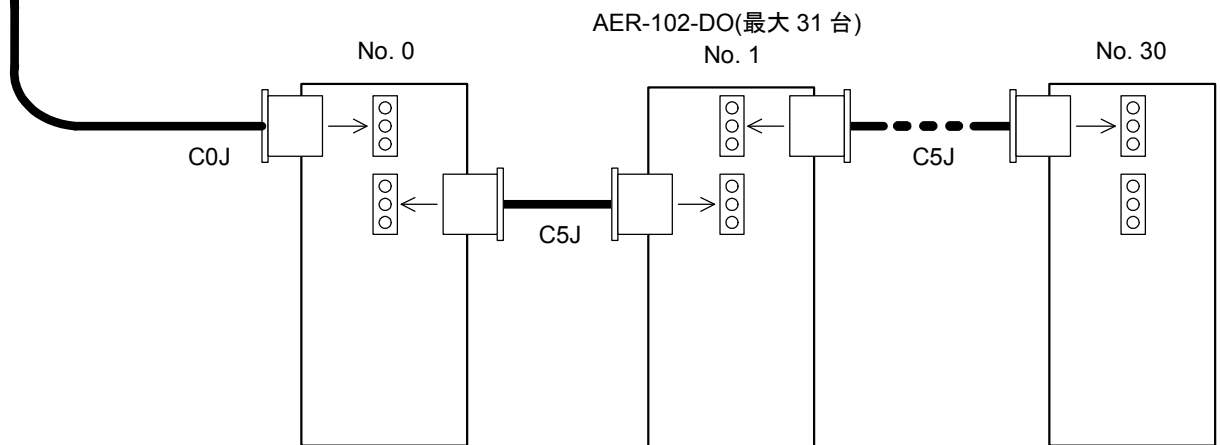 AER-102-DO(最大 31 台)
No. 0
No. 1
No. 30
C0J
C5J
C5J